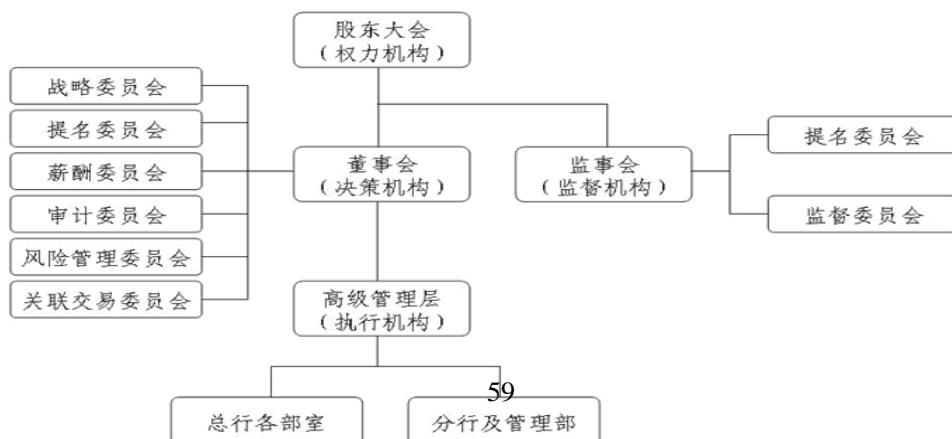 股东大会
（权力机构）
战略委员会
提名委员会
薪酬委员会
审计委员会
风险管理委员会
关联交易委员会
董事会
（决策机构）
监事会
（监督机构）
提名委员会
监督委员会
高级管理层
（执行机构）
59
总行各部室
分行及管理部